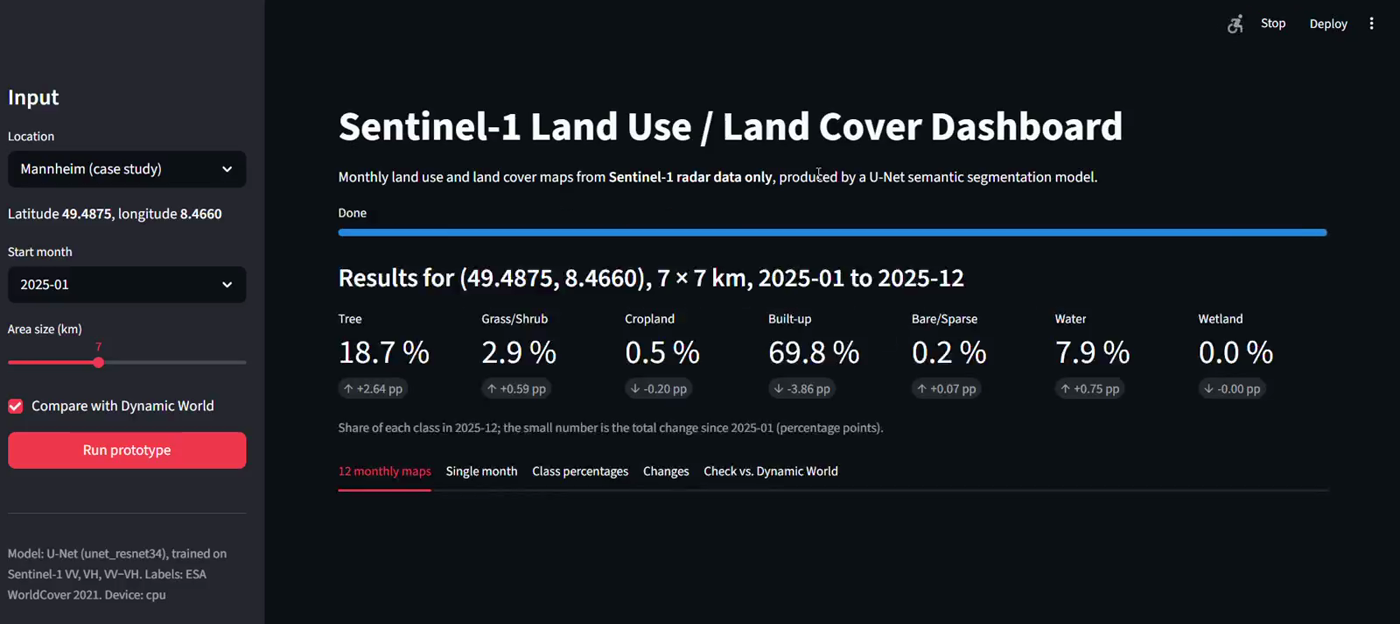 Stop Deploy
Input
Location
Mannheim (case study)
Latitude 49.4875, longitude 8.4660
Start month
2025-01
Area size (km)
7
Compare with Dynamic World
Run prototype
Model: U-Net (unet_resnet34), trained on
Sentinel-1 VV, VH, VV−VH. Labels: ESA
WorldCover 2021. Device: cpu
Sentinel-1 Land Use / Land Cover Dashboard
Monthly land use and land cover maps from Sentinel-1 radar data only, produced by a U-Net semantic segmentation model.
Done
Results for (49.4875, 8.4660), 7 × 7 km, 2025-01 to 2025-12
Tree Grass/Shrub Cropland Built-up Bare/Sparse Water Wetland
18.7 % 2.9 % 0.5 % 69.8 % 0.2 % 7.9 % 0.0 %
↑ +2.64 pp ↑ +0.59 pp ↓ -0.20 pp ↓ -3.86 pp ↑ +0.07 pp ↑ +0.75 pp ↓ -0.00 pp
Share of each class in 2025-12; the small number is the total change since 2025-01 (percentage points).
12 monthly maps Single month Class percentages Changes Check vs. Dynamic World